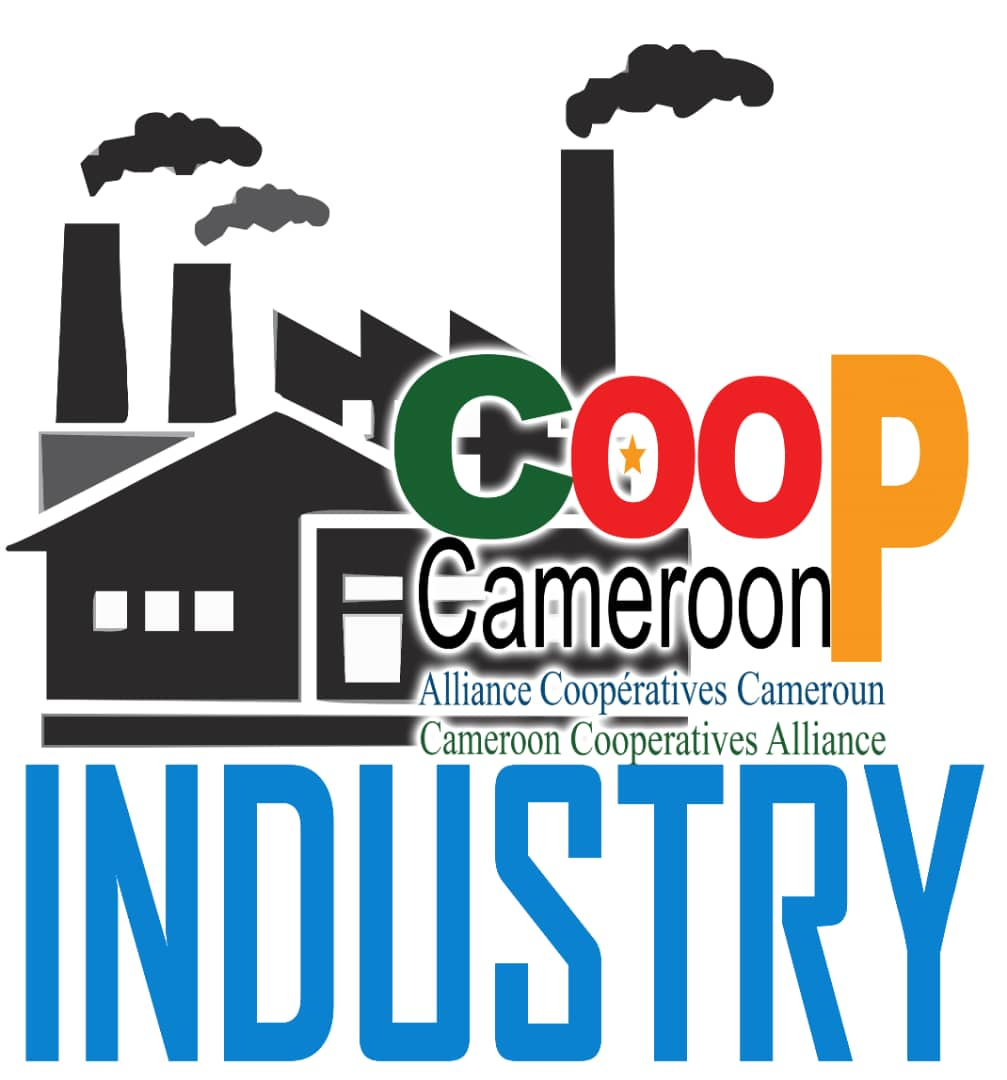 CooP
Cameroon
Alliance Coopératives Cameroun
Cameroon Cooperatives Alliance
INDUSTRY